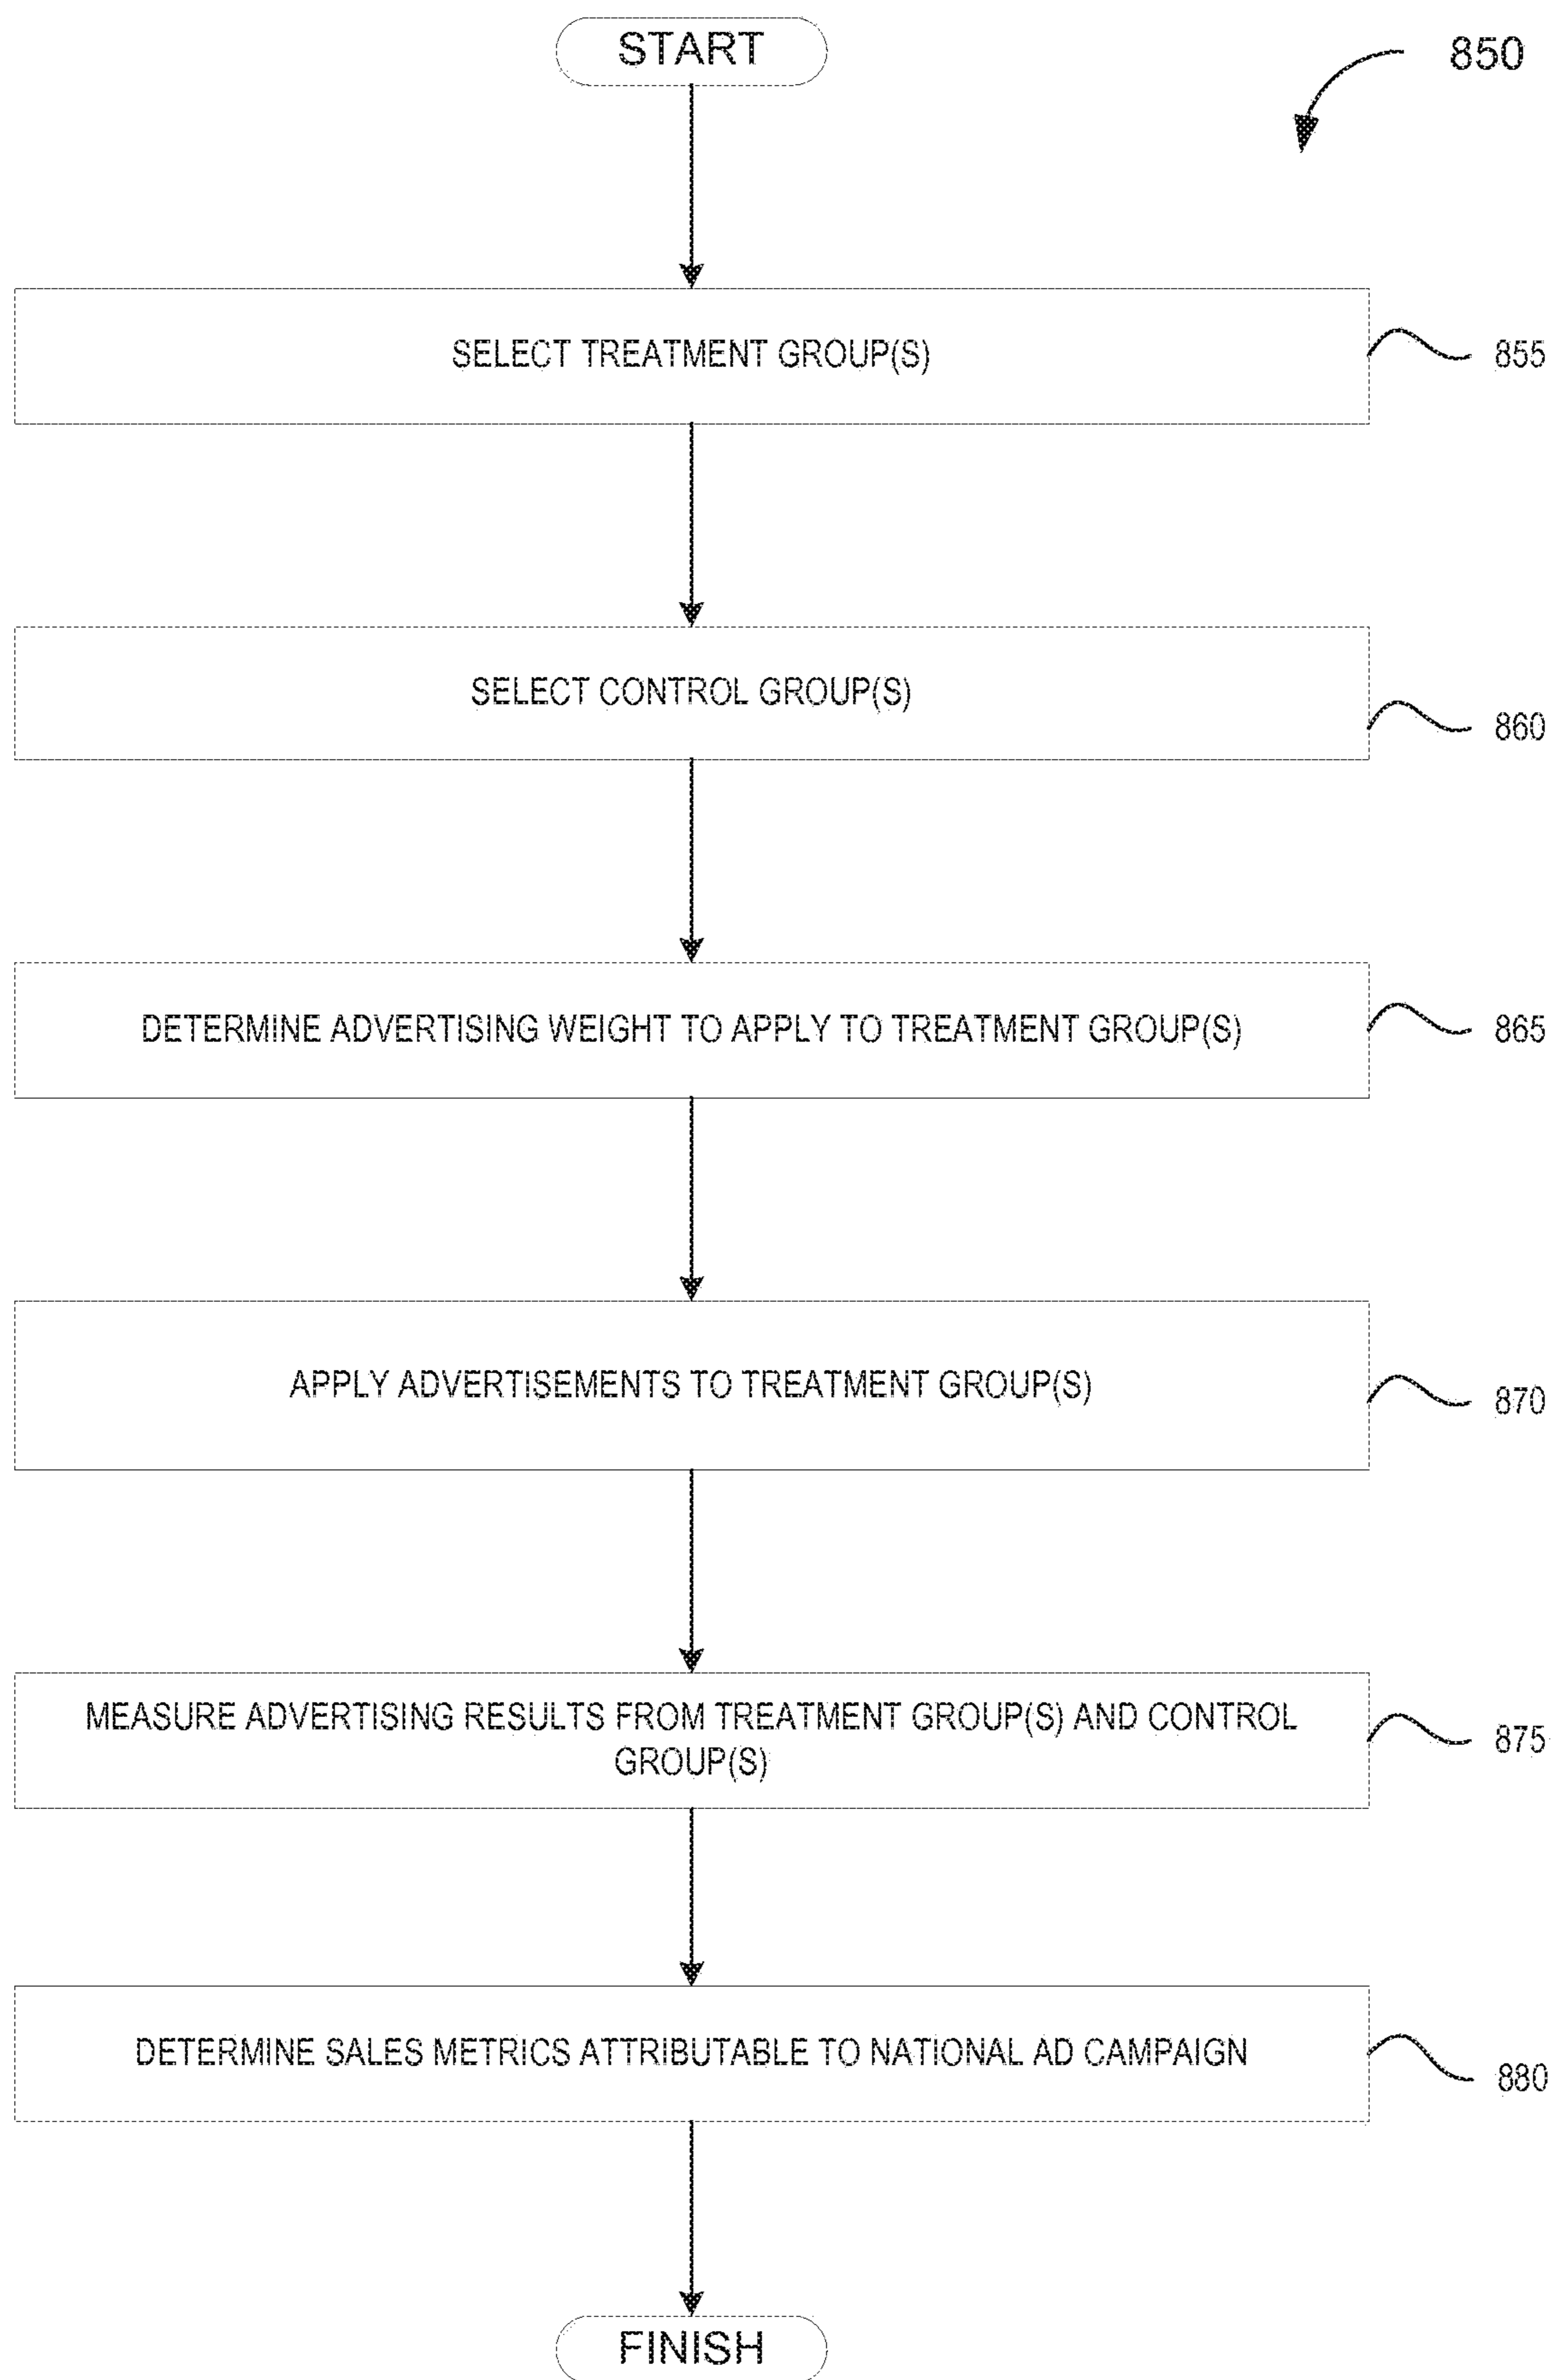 START
850
SELECT TREATMENT GROUP(S)
855
SELECT CONTROL GROUP(S)
860
DETERMINE ADVERTISING WEIGHT TO APPLY TO TREATMENT GROUP(S)
865
APPLY ADVERTISEMENTS TO TREATMENT GROUP(S)
870
MEASURE ADVERTISING RESULTS FROM TREATMENT GROUP(S) AND CONTROL
GROUP(S)
875
DETERMINE SALES METRICS ATTRIBUTABLE TO NATIONAL AD CAMPAIGN
880
FINISH